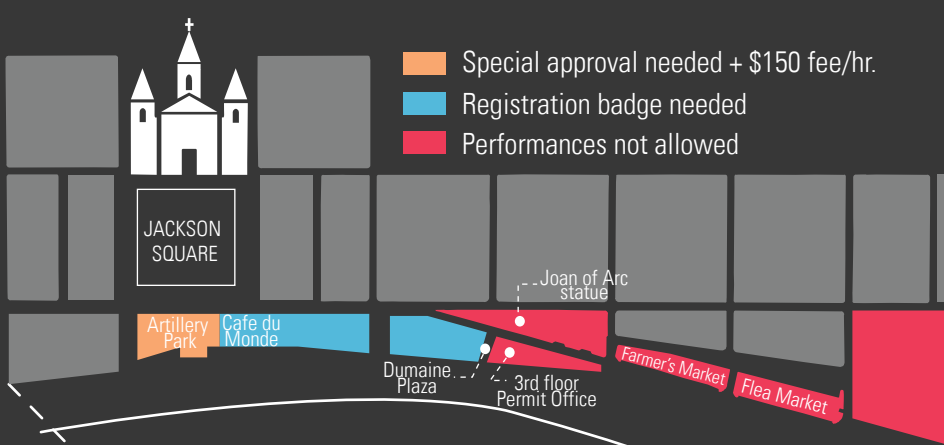 Special approval needed + $150 fee/hr.
Registration badge needed
Performances not allowed
JACKSON
SQUARE
Joan of Arc
statue
Artillery
Park
Cafe du
Monde
Dumaine
Plaza
3rd floor
Permit Office
Farmer's Market
Flea Market